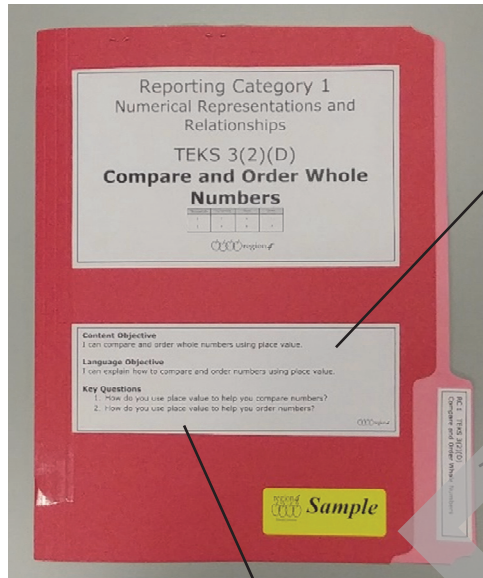 Reporting Category 1
Numerical Representations and
Relationships
TEKS 3(2)(D)
Compare and Order Whole
Numbers
region4
Content Objective
I can compare and order whole numbers using place value.
Language Objective
I can explain how to compare and order numbers using place value.
Key Questions
1. How do you use place value to help you compare numbers?
2. How do you use place value to help you order numbers?
region4
RC 1 TEKS 3(2)(D)
Compare and Order Whole Numbers
region4
Sample